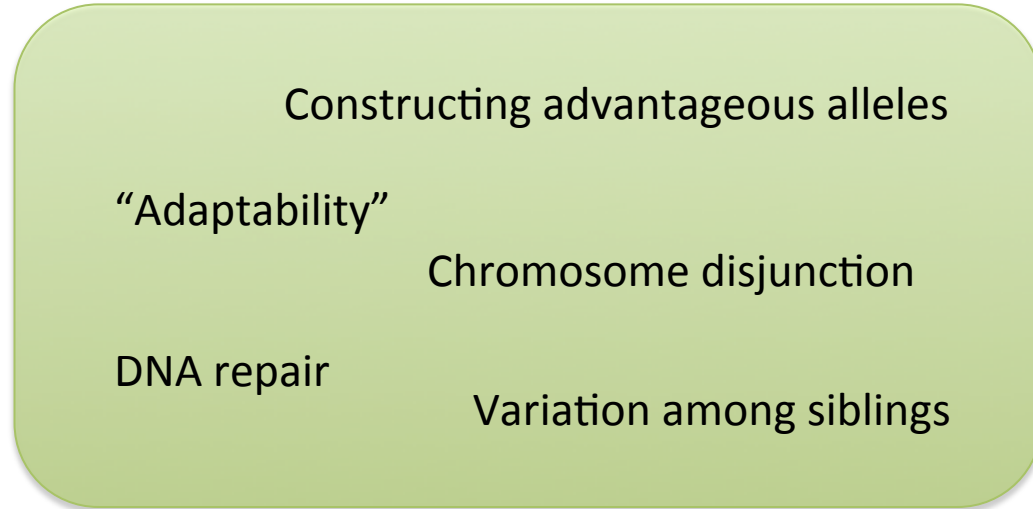 Constructing advantageous alleles
“Adaptability”
Chromosome disjunction
DNA repair
Variation among siblings